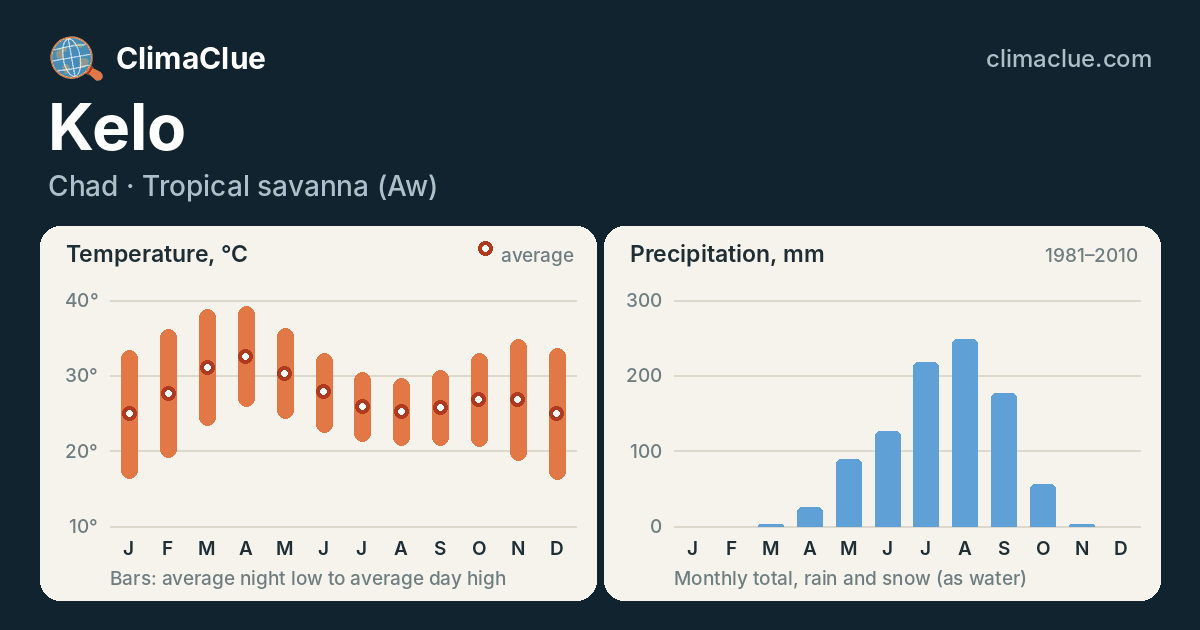 ClimaClue
climaclue.com
Kelo
Chad · Tropical savanna (Aw)
Temperature, °C
average
40°
30°
20°
10°
J F M A M J J A S O N D
Bars: average night low to average day high
Precipitation, mm
1981–2010
300
200
100
0
J F M A M J J A S O N D
Monthly total, rain and snow (as water)